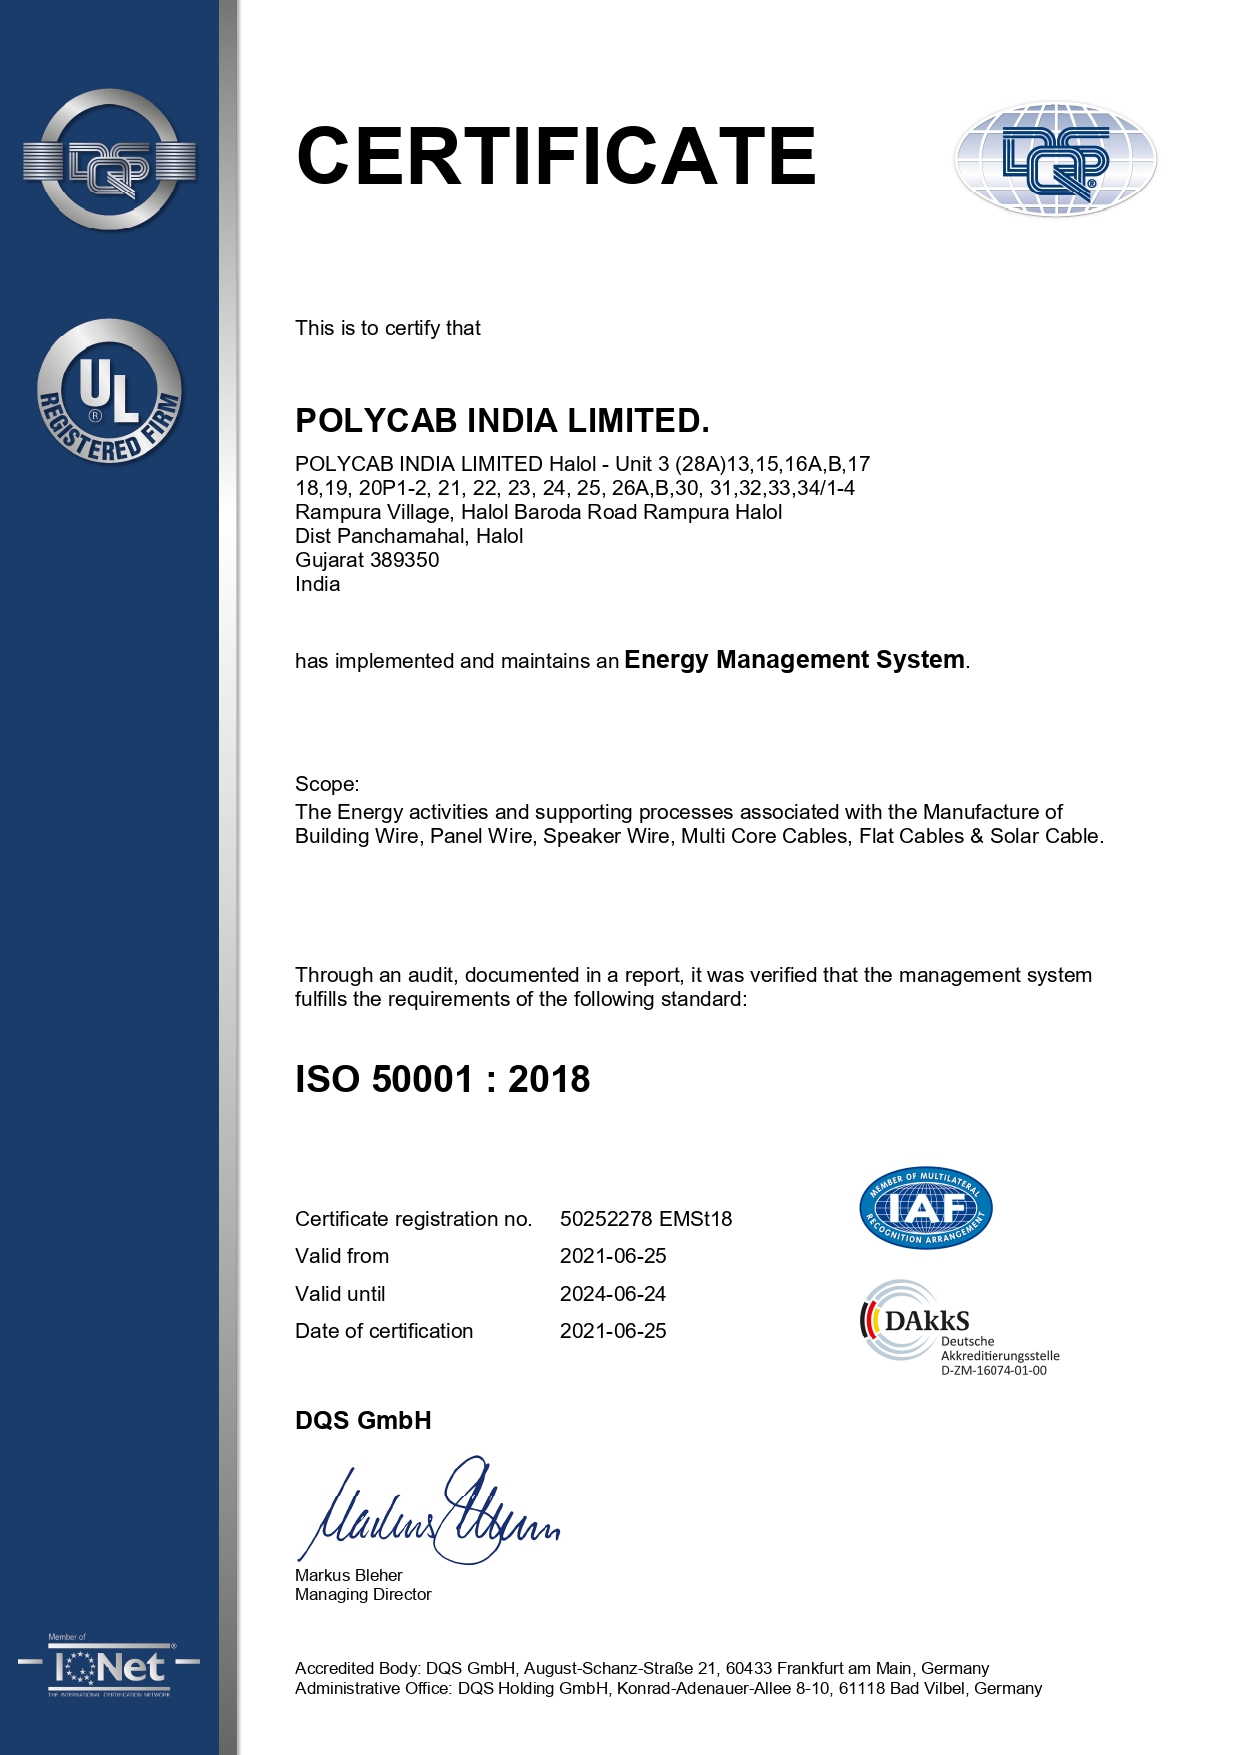 DQS
CERTIFICATE
DQS®
UL
®
REGISTERED FIRM
This is to certify that
POLYCAB INDIA LIMITED.
POLYCAB INDIA LIMITED Halol - Unit 3 (28A)13,15,16A,B,17
18,19, 20P1-2, 21, 22, 23, 24, 25, 26A,B,30, 31,32,33,34/1-4
Rampura Village, Halol Baroda Road Rampura Halol
Dist Panchamahal, Halol
Gujarat 389350
India
has implemented and maintains an Energy Management System.
Scope:
The Energy activities and supporting processes associated with the Manufacture of
Building Wire, Panel Wire, Speaker Wire, Multi Core Cables, Flat Cables & Solar Cable.
Through an audit, documented in a report, it was verified that the management system
fulfills the requirements of the following standard:
ISO 50001 : 2018
Certificate registration no. 50252278 EMSt18
Valid from 2021-06-25
Valid until 2024-06-24
Date of certification 2021-06-25
MEMBER OF MULTILATERAL
IAF
RECOGNITION ARRANGEMENT
DAkkS
Deutsche
Akkreditierungsstelle
D-ZM-16074-01-00
DQS GmbH
Markus Bleher
Managing Director
Member of
IQNet®
THE INTERNATIONAL CERTIFICATION NETWORK
Accredited Body: DQS GmbH, August-Schanz-Straße 21, 60433 Frankfurt am Main, Germany
Administrative Office: DQS Holding GmbH, Konrad-Adenauer-Allee 8-10, 61118 Bad Vilbel, Germany